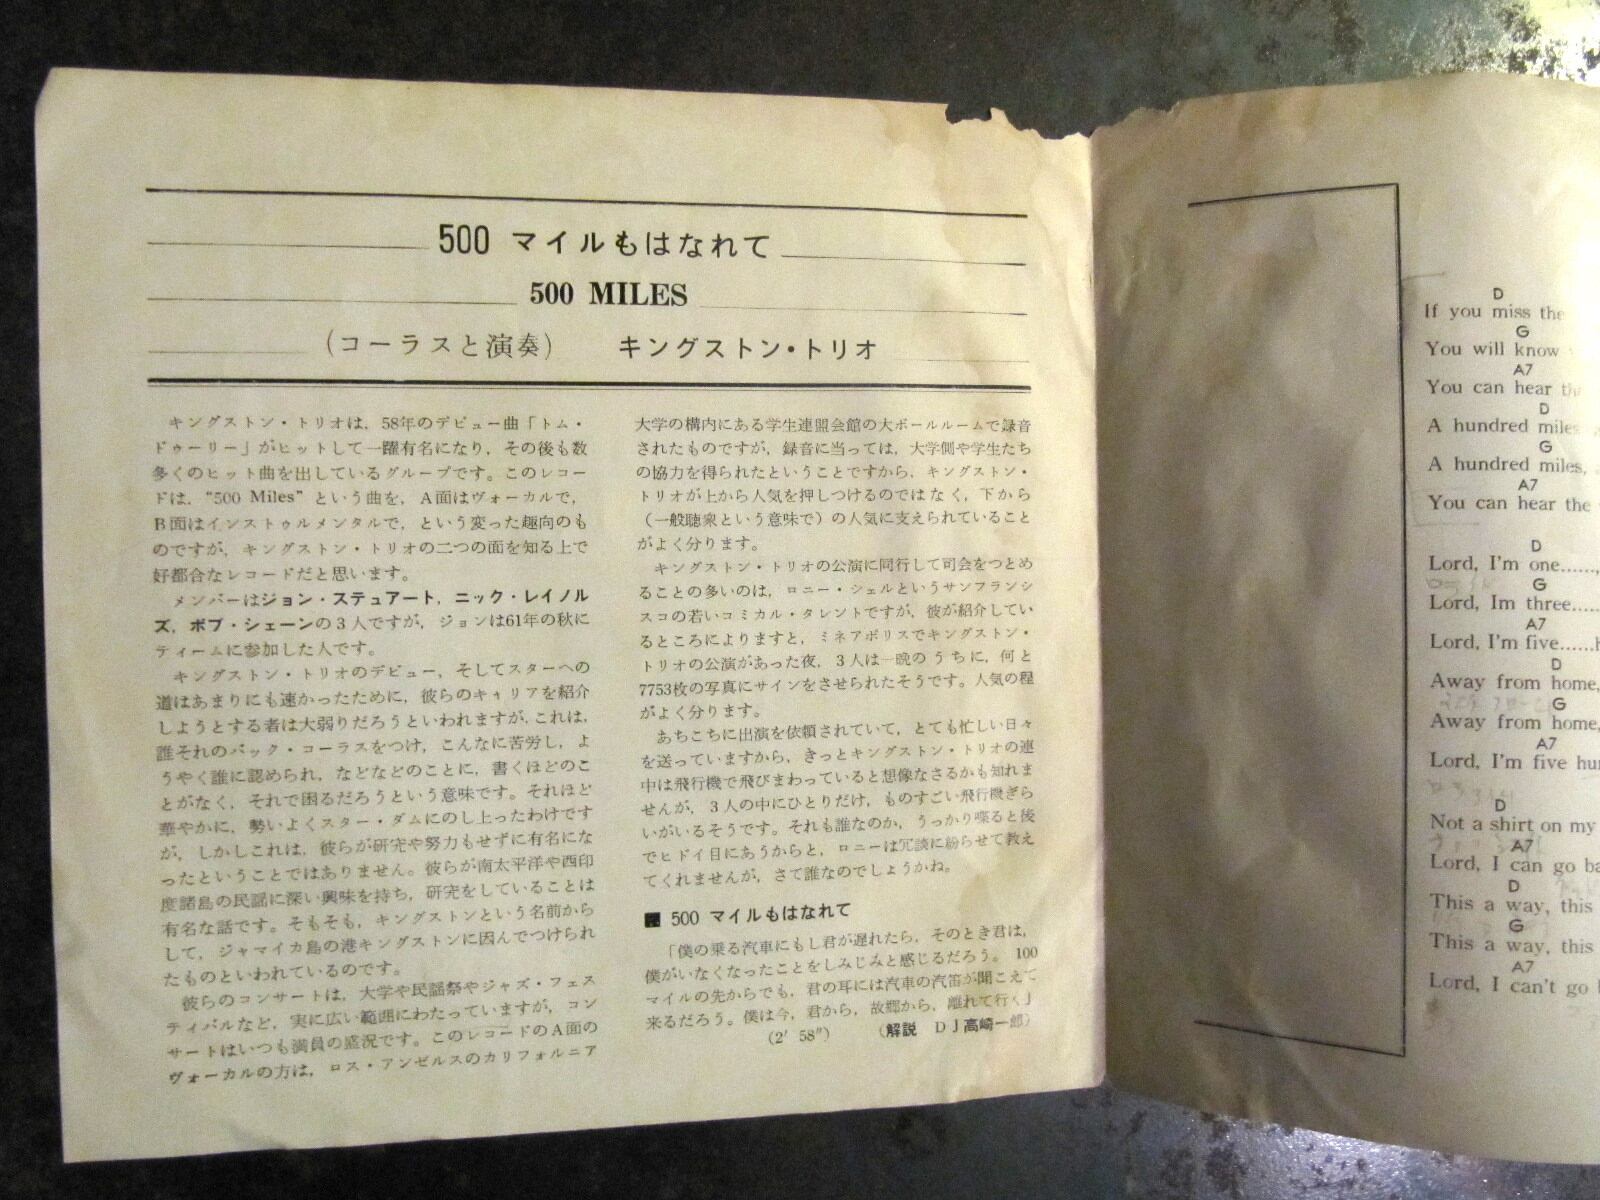 500 マイルもはなれて
500 MILES
(コーラスと演奏)　キングストン・トリオ
キングストン・トリオは，58年のデビュー曲「トム・
ドゥーリー」がヒットして一躍有名になり，その後も数
多くのヒット曲を出しているグループです。このレコー
ドは，“500 Miles” という曲を，A面はヴォーカルで，
B面はインストゥルメンタルで，という変った趣向のも
のですが，キングストン・トリオの二つの面を知る上で
好都合なレコードだと思います。
メンバーはジョン・ステュアート，ニック・レイノル
ズ，ボブ・シェーンの3人ですが，ジョンは61年の秋に
ティームに参加した人です。
キングストン・トリオのデビュー，そしてスターへの
道はあまりにも速かったために，彼らのキャリアを紹介
しようとする者は大弱りだろうといわれますが，これは，
誰それのバック・コーラスをつけ，こんなに苦労し，よ
うやく誰に認められ，などなどのことに，書くほどのこ
とがなく，それで困るだろうという意味です。それほど
華やかに，勢いよくスター・ダムにのし上ったわけです
が，しかしこれは，彼らが研究や努力もせずに有名にな
ったということではありません。彼らが南太平洋や西印
度諸島の民謡に深い興味を持ち，研究をしていることは
有名な話です。そもそも，キングストンという名前から
して，ジャマイカ島の港キングストンに因んでつけられ
たものといわれているのです。
彼らのコンサートは，大学や民謡祭やジャズ・フェス
ティバルなど，実に広い範囲にわたっていますが，コン
サートはいつも満員の盛況です。このレコードのA面の
ヴォーカルの方は，ロス・アンゼルスのカリフォルニア
大学の構内にある学生連盟会館の大ボールルームで録音
されたものですが，録音に当っては，大学側や学生たち
の協力を得られたということですから，キングストン・
トリオが上から人気を押しつけるのではなく，下から
（一般聴衆という意味で）の人気に支えられていること
がよく分ります。
キングストン・トリオの公演に同行して司会をつとめ
ることの多いのは，ロニー・シェルというサンフランシ
スコの若いコミカル・タレントですが，彼が紹介してい
るところによりますと，ミネアポリスでキングストン・
トリオの公演があった夜，3人は一晩のうちに，何と
7753枚の写真にサインをさせられたそうです。人気の程
がよく分ります。
あちこちに出演を依頼されていて，とても忙しい日々
を送っていますから，きっとキングストン・トリオの連
中は飛行機で飛びまわっていると想像なさるかも知れま
せんが，3人の中にひとりだけ，ものすごい飛行機ぎら
いがいるそうです。それも誰なのか，うっかり喋ると後
でヒドイ目にあうからと，ロニーは冗談に紛らせて教え
てくれませんが，さて誰なのでしょうかね。
■ 500 マイルもはなれて
「僕の乗る汽車にもし君が遅れたら，そのとき君は，
僕がいなくなったことをしみじみと感じるだろう。100
マイルの先からでも，君の耳には汽車の汽笛が聞こえて
来るだろう。僕は今，君から，故郷から，離れて行く」
(2′ 58″)　(解説　DJ高崎一郎)
D
If you miss the
G
You will know
A7
You can hear
D
A hundred miles
G
A hundred miles,
A7
You can hear the
D
Lord, I'm one......,
G
Lord, Im three.....
A7
Lord, I'm five......
D
Away from home,
G
Away from home,
A7
Lord, I'm five
D
Not a shirt on my
A7
Lord, I can go
D
This a way, this
G
This a way, this
A7
Lord, I can't go